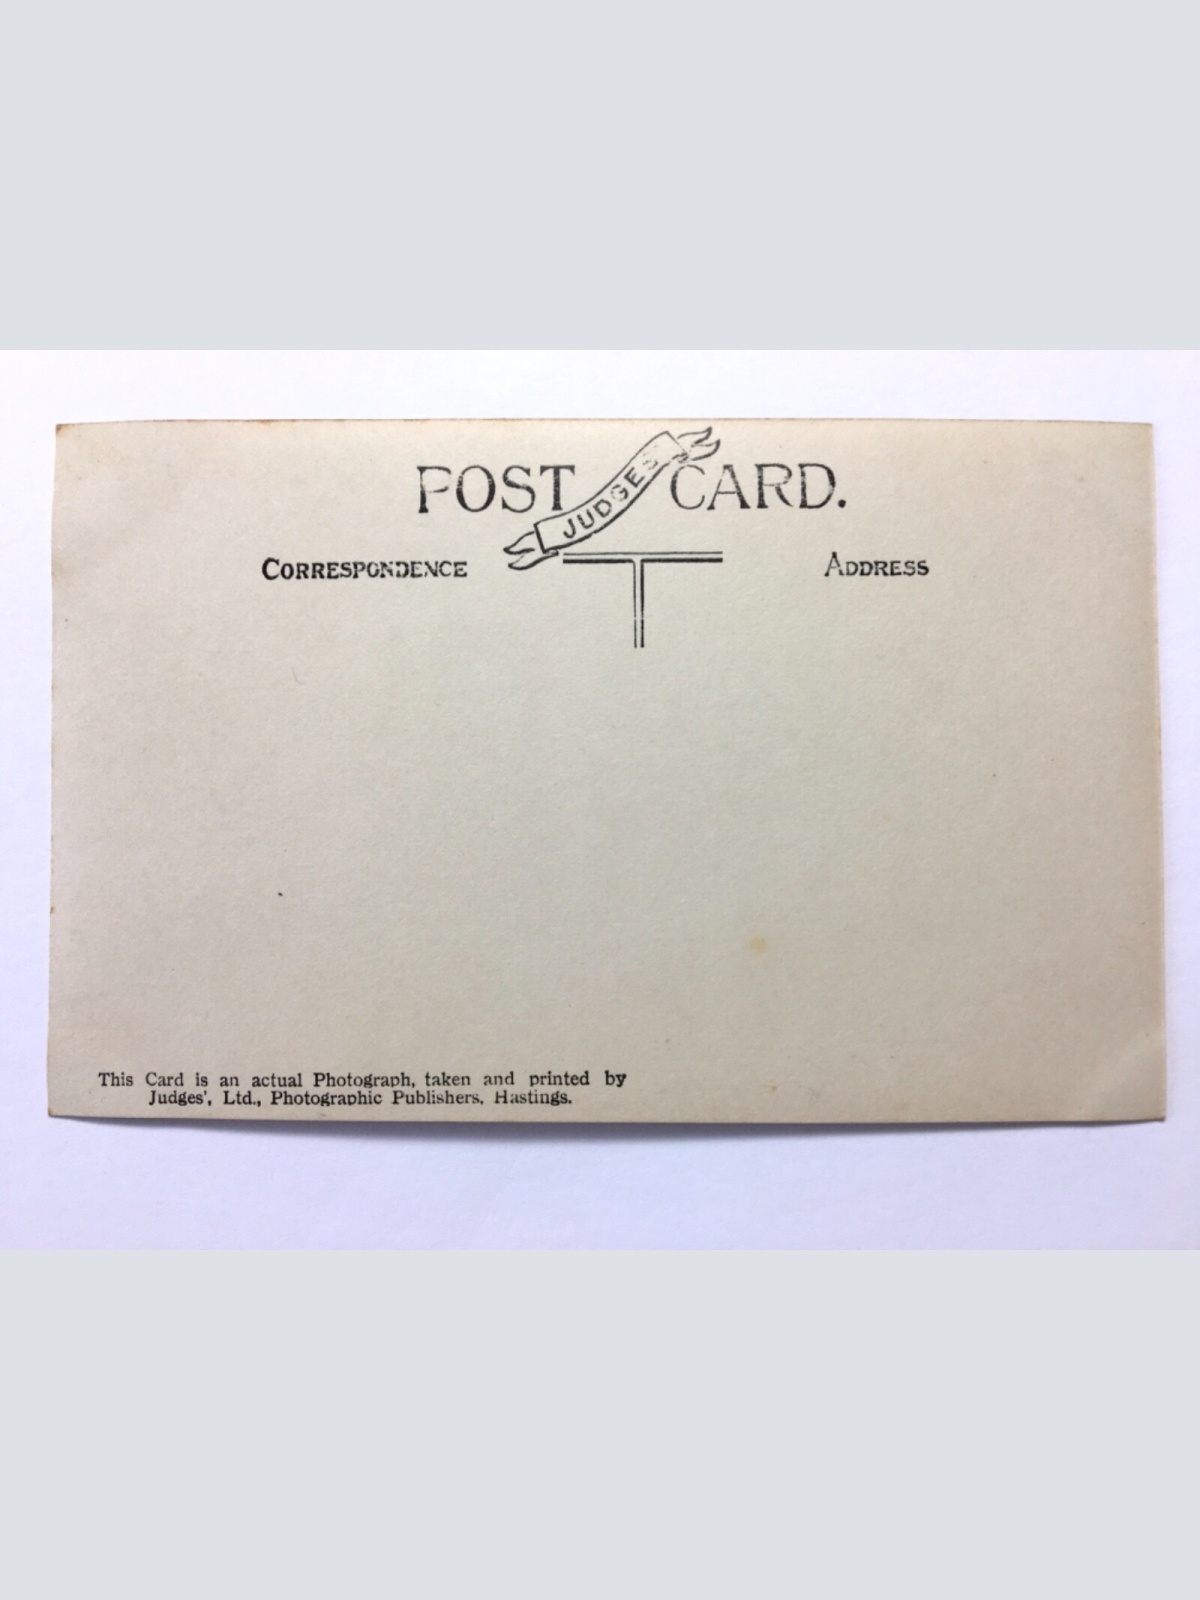 POST CARD.
JUDGES'
CORRESPONDENCE
ADDRESS
This Card is an actual Photograph, taken and printed by
Judges', Ltd., Photographic Publishers, Hastings.